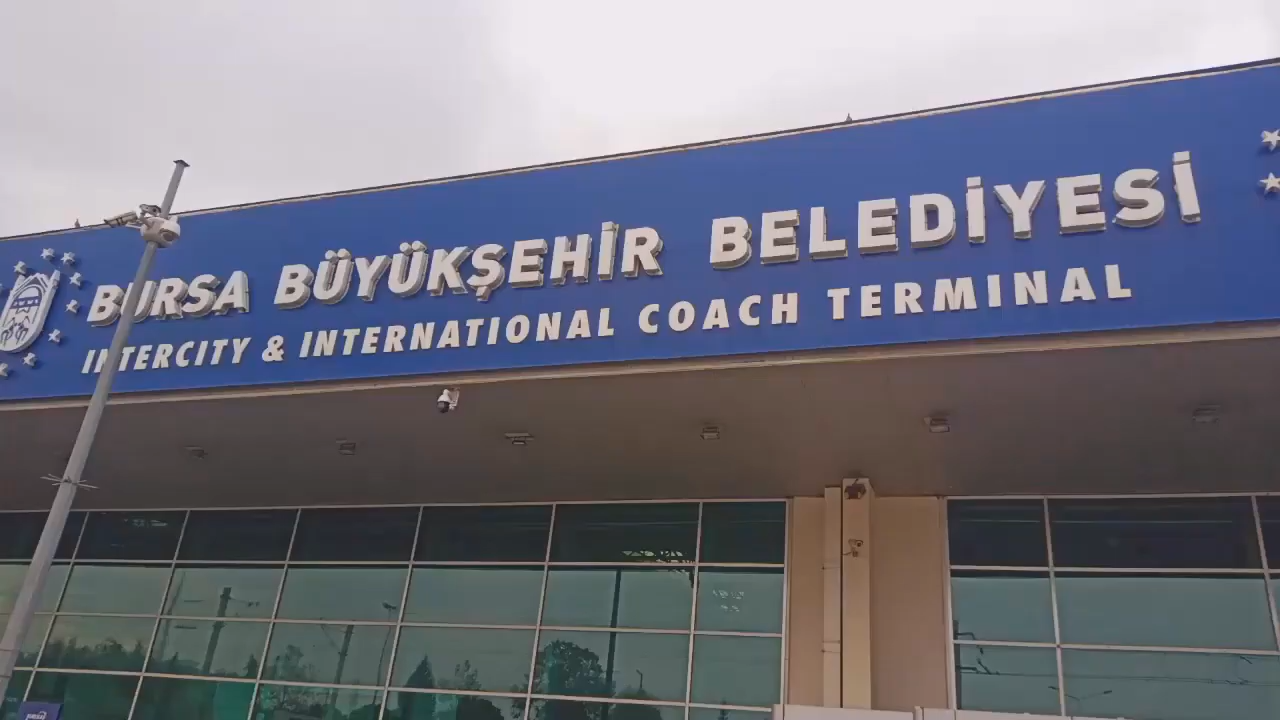 BURSA BÜYÜKŞEHİR BELEDİYESİ
INTERCITY & INTERNATIONAL COACH TERMINAL